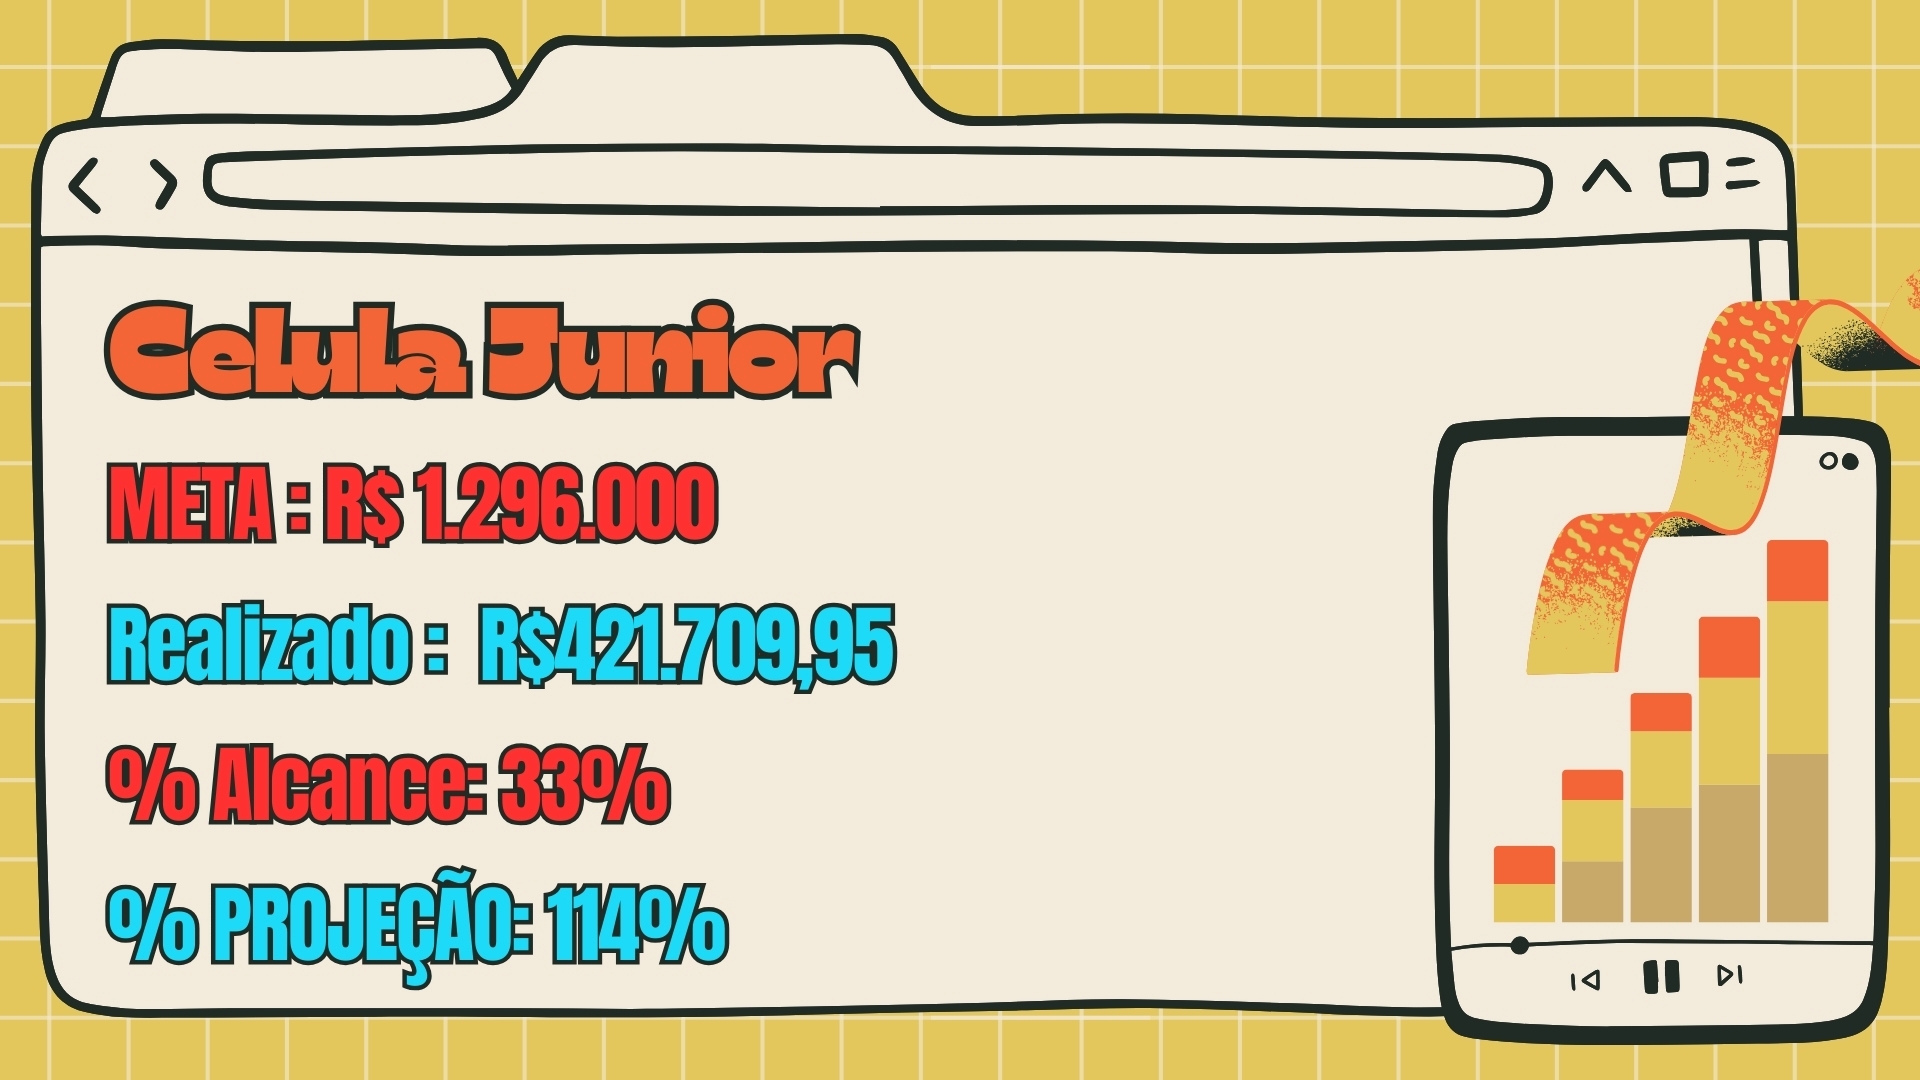 Celula Junior
META : R$ 1.296.000
Realizado :  R$421.709,95
% Alcance: 33%
% PROJEÇÃO: 114%